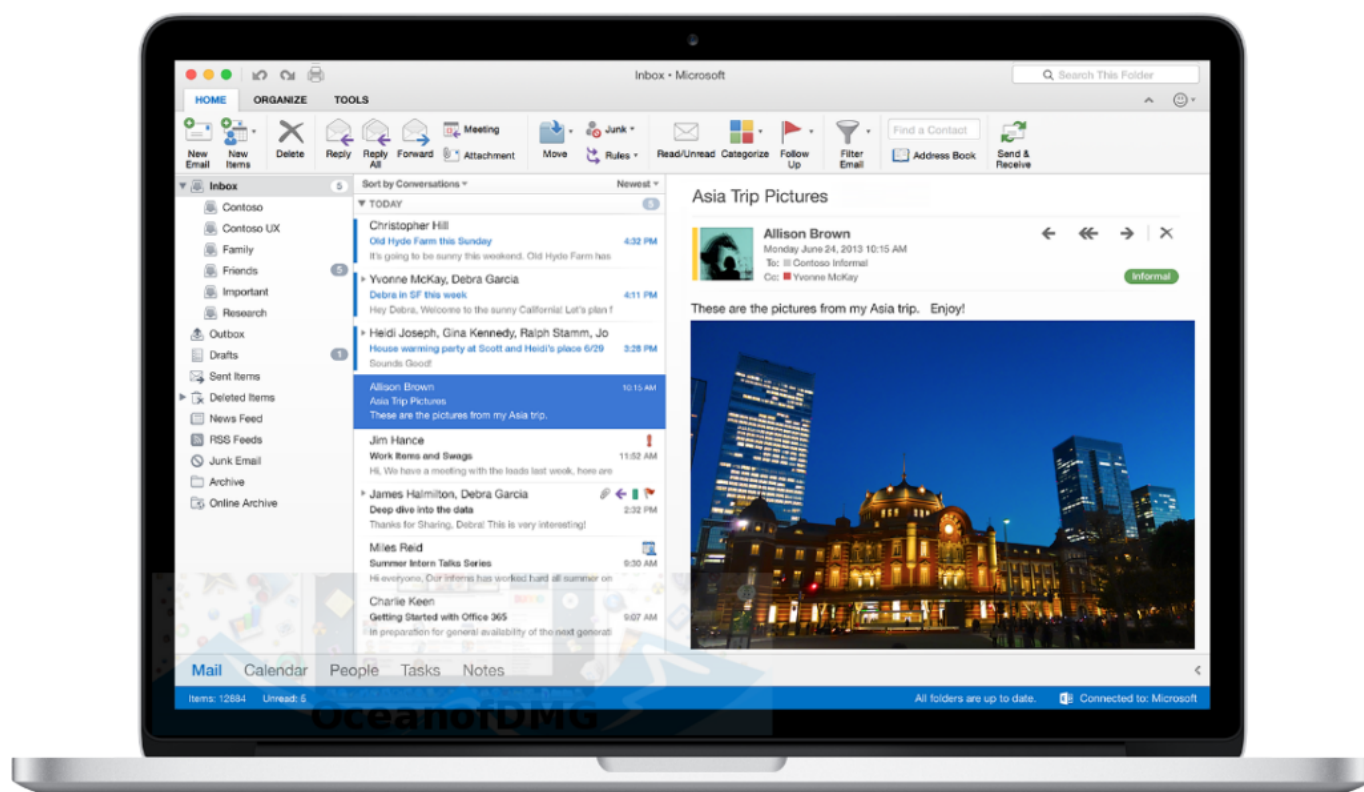 Inbox • Microsoft
Search This Folder
HOME ORGANIZE TOOLS
New Email
New Items
Delete
Reply
Reply All
Forward
Meeting
Attachment
Move
Junk
Rules
Read/Unread
Categorize
Follow Up
Filter Email
Find a Contact
Address Book
Send & Receive
Inbox 5
Contoso
Contoso UX
Family
Friends 5
Important
Research
Outbox
Drafts 1
Sent Items
Deleted Items
News Feed
RSS Feeds
Junk Email
Archive
Online Archive
Sort by Conversations Newest
TODAY 5
Christopher Hill
Old Hyde Farm this Sunday 4:32 PM
It's going to be sunny this weekend. Old Hyde Farm has
Yvonne McKay, Debra Garcia
Debra in SF this week 4:11 PM
Hey Debra, Welcome to the sunny California! Let's plan f
Heidi Joseph, Gina Kennedy, Ralph Stamm, Jo
House warming party at Scott and Heidi's place 6/29 3:28 PM
Sounds Good!
Allison Brown 10:15 AM
Asia Trip Pictures
These are the pictures from my Asia trip.
Jim Hance
Work Items and Swags 11:52 AM
Hi, We have a meeting with the leads last week, here are
James Halmilton, Debra Garcia
Deep dive into the data 2:32 PM
Thanks for Sharing, Debra! This is very interesting!
Miles Reid
Summer Intern Talks Series 9:30 AM
Hi everyone, Our interns has worked hard all summer on
Charlie Keen
Getting Started with Office 365 9:07 AM
In preparation for general availability of the next generati
Asia Trip Pictures
Allison Brown
Monday June 24, 2013 10:15 AM
To: Contoso Informal
Cc: Yvonne McKay
Informal
These are the pictures from my Asia trip. Enjoy!
Mail Calendar People Tasks Notes
Items: 12884 Unread: 5 All folders are up to date. Connected to: Microsoft
OceanofDMG